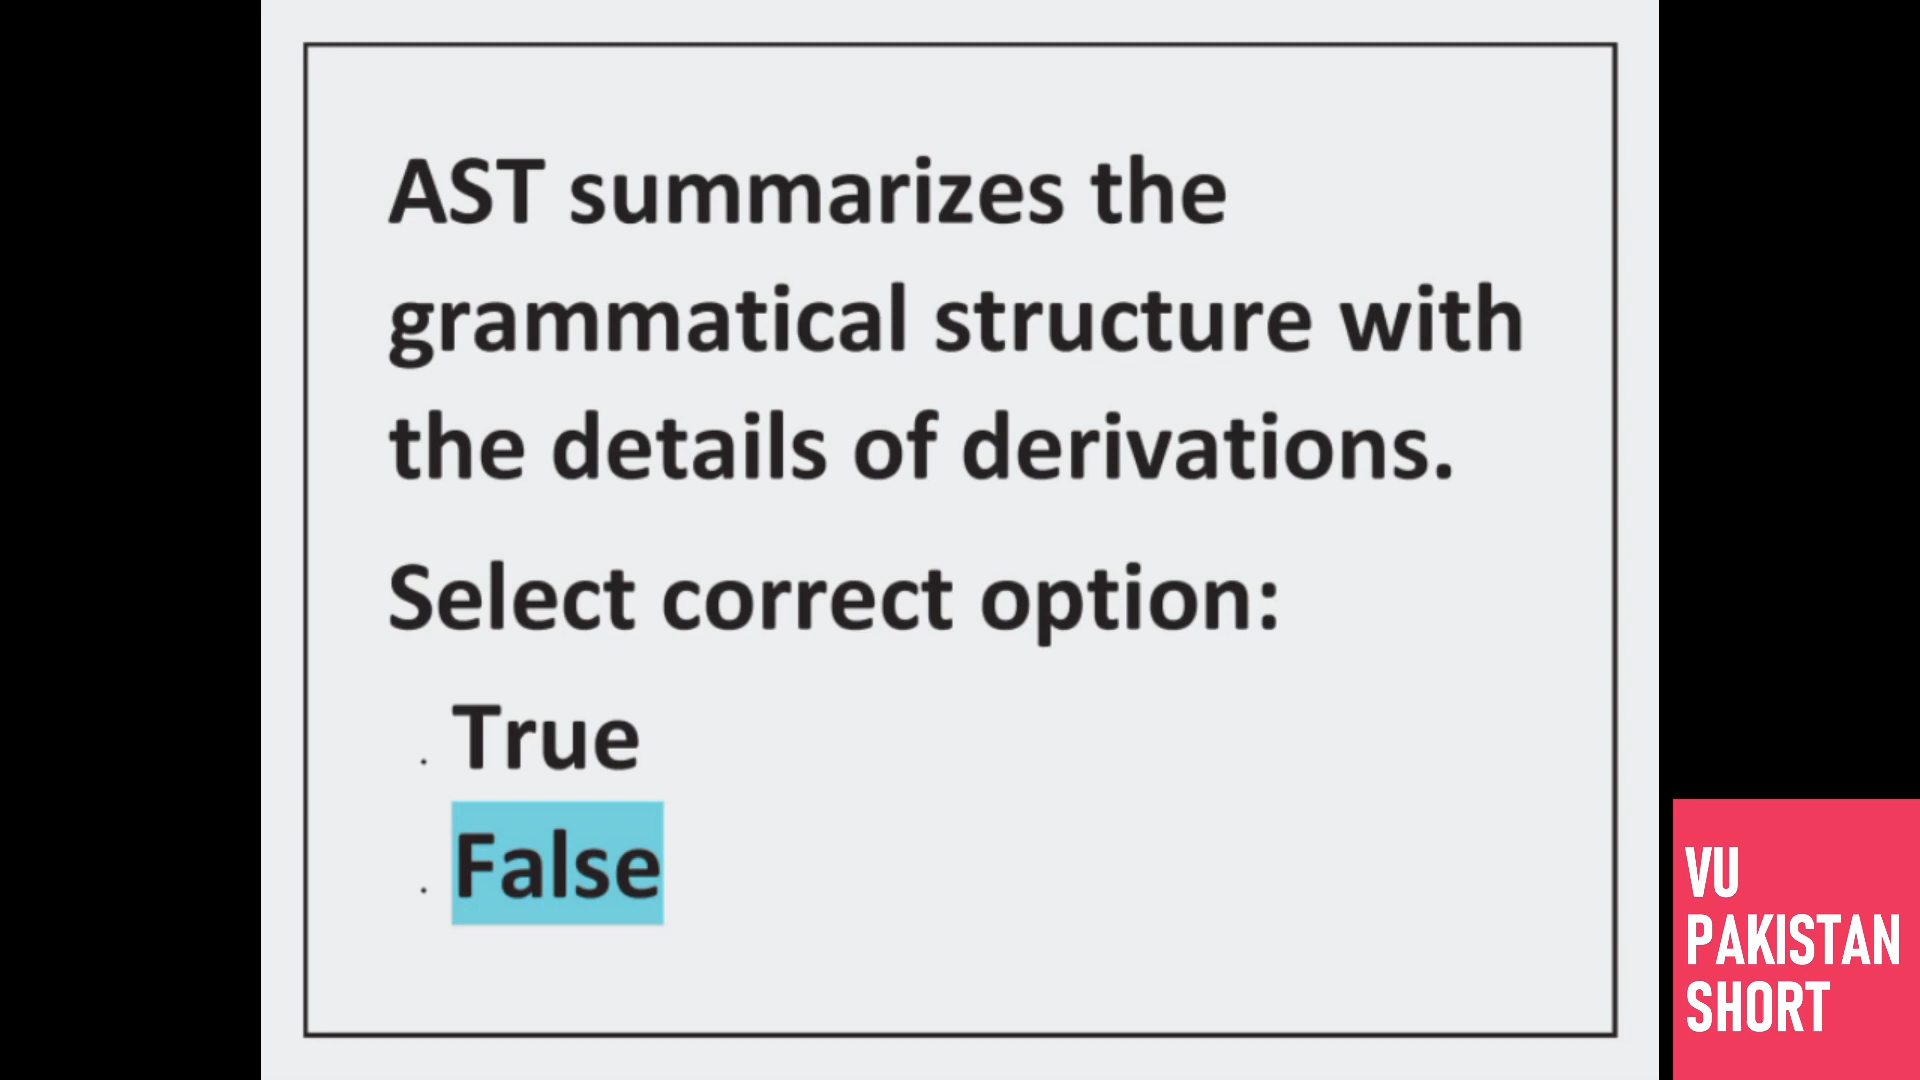 AST summarizes the
grammatical structure with
the details of derivations.
Select correct option:
. True
. False
VU
PAKISTAN
SHORT